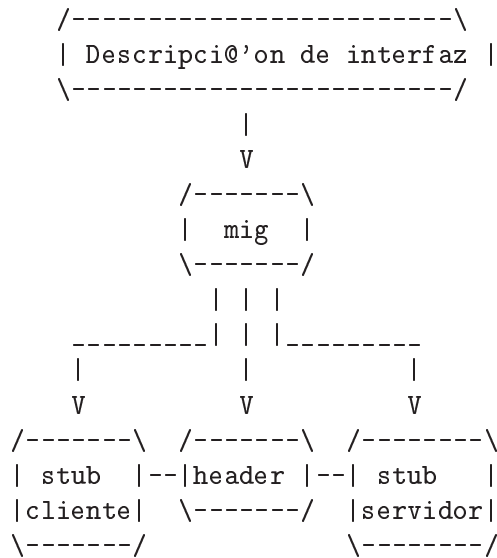 Descripci@'on de interfaz
mig
stub header stub
cliente servidor